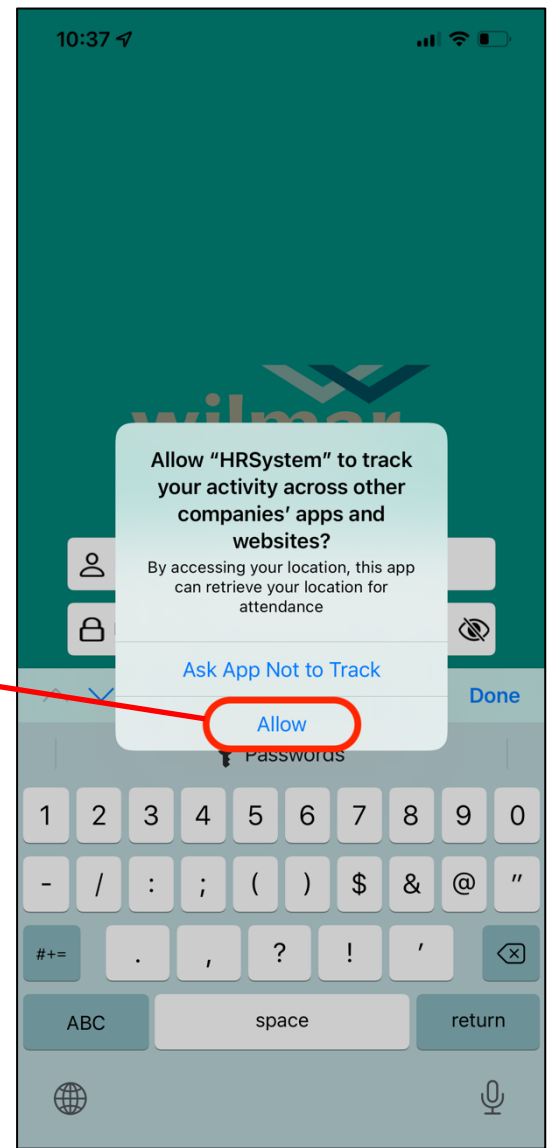 10:37
wilmar
Allow “HRSystem” to track
your activity across other
companies’ apps and
websites?
By accessing your location, this app
can retrieve your location for
attendance
Ask App Not to Track
Done
Allow
Passwords
1 2 3 4 5 6 7 8 9 0
- / : ; ( ) $ & @ "
#+= . , ? ! ’
ABC space return